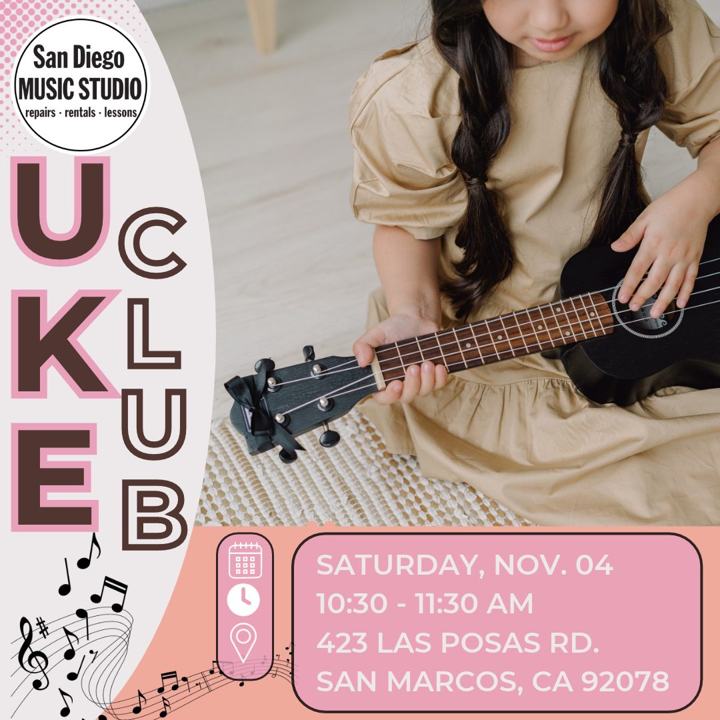 San Diego
MUSIC STUDIO
repairs · rentals · lessons
UKE
CLUB
SATURDAY, NOV. 04
10:30 - 11:30 AM
423 LAS POSAS RD.
SAN MARCOS, CA 92078